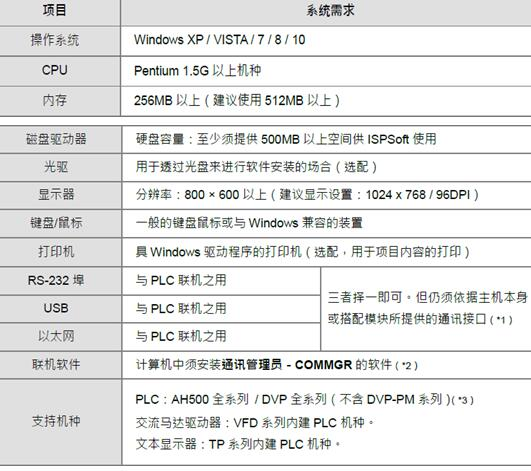 项目 系统需求
操作系统 Windows XP / VISTA / 7 / 8 / 10
CPU Pentium 1.5G 以上机种
内存 256MB 以上（建议使用 512MB 以上）
磁盘驱动器 硬盘容量：至少须提供 500MB 以上空间供 ISPSoft 使用
光驱 用于透过光盘来进行软件安装的场合（选配）
显示器 分辨率：800 × 600 以上（建议显示设置：1024 x 768 / 96DPI）
键盘/鼠标 一般的键盘鼠标或与 Windows 兼容的装置
打印机 具 Windows 驱动程序的打印机（选配，用于项目内容的打印）
RS-232 埠 与 PLC 联机之用
USB 与 PLC 联机之用
以太网 与 PLC 联机之用
三者择一即可。但仍须依据主机本身
或搭配模块所提供的通讯接口 (*1)
联机软件 计算机中须安装通讯管理员 - COMMGR 的软件 (*2)
支持机种
PLC：AH500 全系列 / DVP 全系列（不含 DVP-PM 系列）(*3)
交流马达驱动器：VFD 系列内建 PLC 机种。
文本显示器：TP 系列内建 PLC 机种。